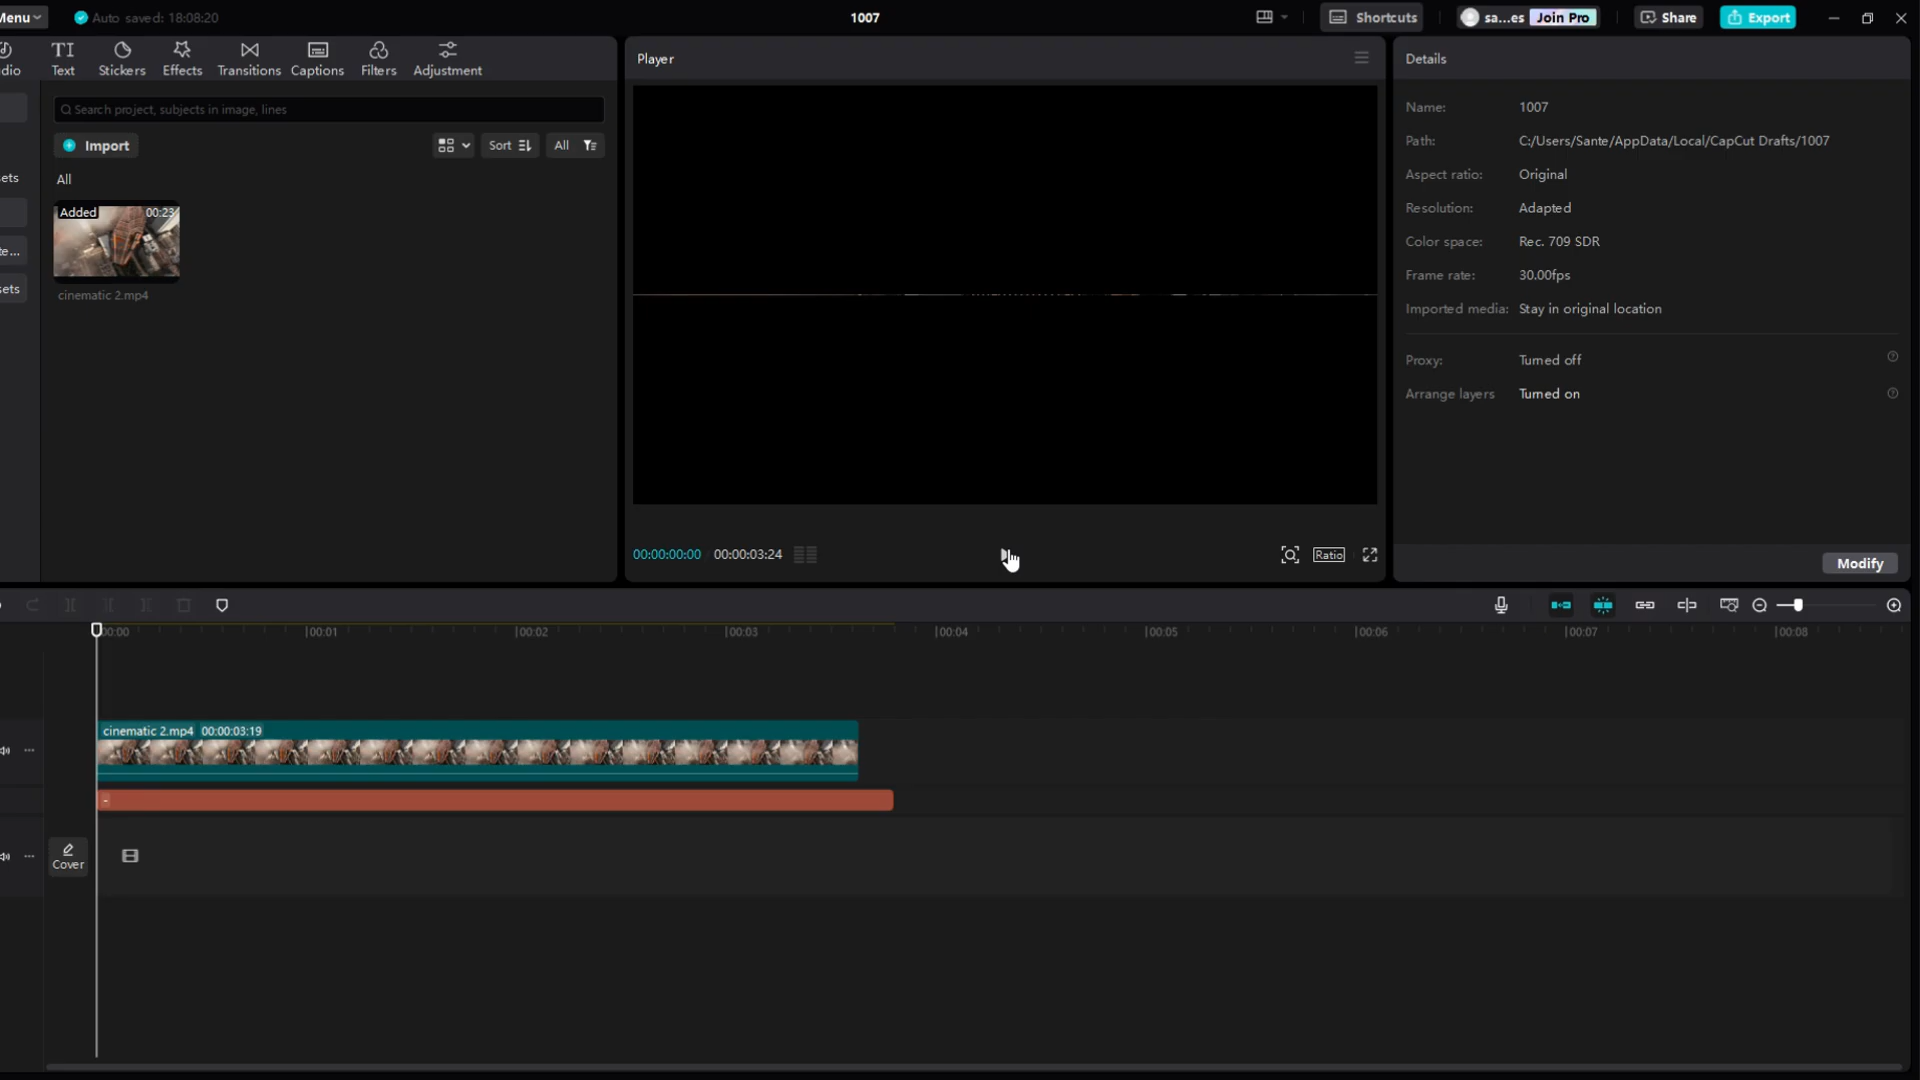 Menu
Auto saved: 18:08:20
1007
Shortcuts
sa...es
Join Pro
Share
Export
dio
Text
Stickers
Effects
Transitions
Captions
Filters
Adjustment
Search project, subjects in image, lines
Import
Sort
All
All
ets
te...
sets
Added
00:23
cinematic 2.mp4
Player
00:00:00:00
00:00:03:24
Ratio
Details
Name: 1007
Path: C:/Users/Sante/AppData/Local/CapCut Drafts/1007
Aspect ratio: Original
Resolution: Adapted
Color space: Rec. 709 SDR
Frame rate: 30.00fps
Imported media: Stay in original location
Proxy: Turned off
Arrange layers Turned on
Modify
00:00
00:01
00:02
00:03
00:04
00:05
00:06
00:07
00:08
cinematic 2.mp4 00:00:03:19
-
Cover